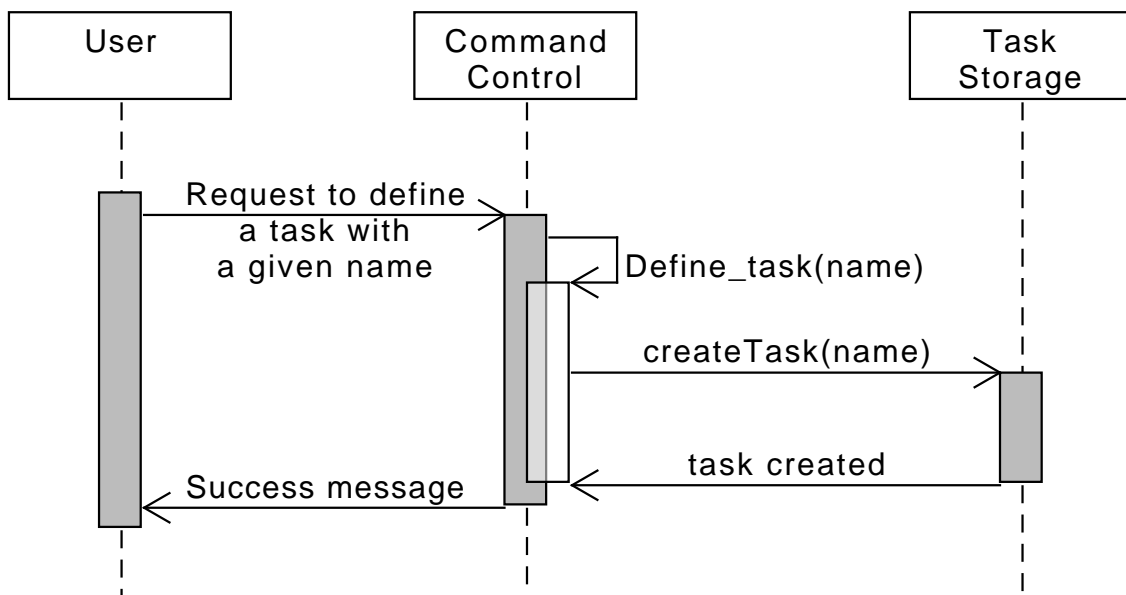 User
Command
Control
Task
Storage
Request to define
a task with
a given name
Define_task(name)
createTask(name)
task created
Success message